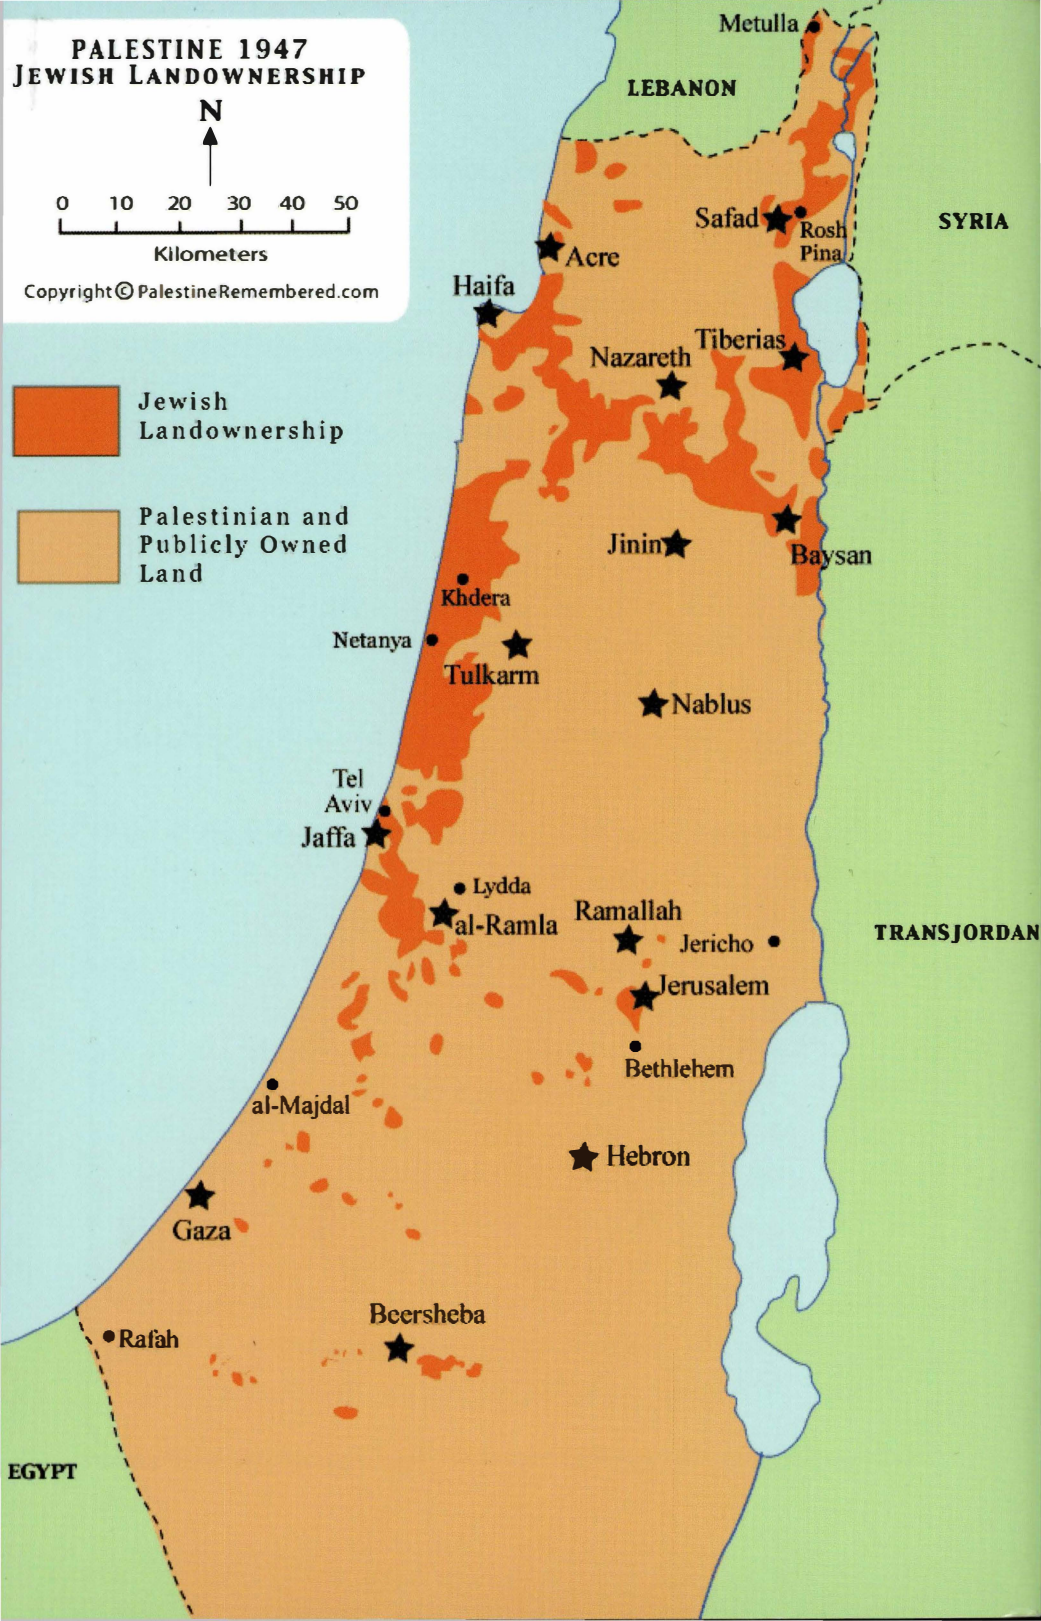 PALESTINE 1947
JEWISH LANDOWNERSHIP
N
0 10 20 30 40 50
Kilometers
Copyright© PalestineRemembered.com
Jewish
Landownership
Palestinian and
Publicly Owned
Land
Metulla
LEBANON
Safad
Rosh
Pina
SYRIA
Acre
Haifa
Tiberias
Nazareth
Jinin
Baysan
Khdera
Netanya
Tulkarm
Nablus
Tel
Aviv
Jaffa
Lydda
al-Ramla
Ramallah
Jericho
TRANSJORDAN
Jerusalem
Bethlehem
al-Majdal
Hebron
Gaza
Beersheba
Rafah
EGYPT